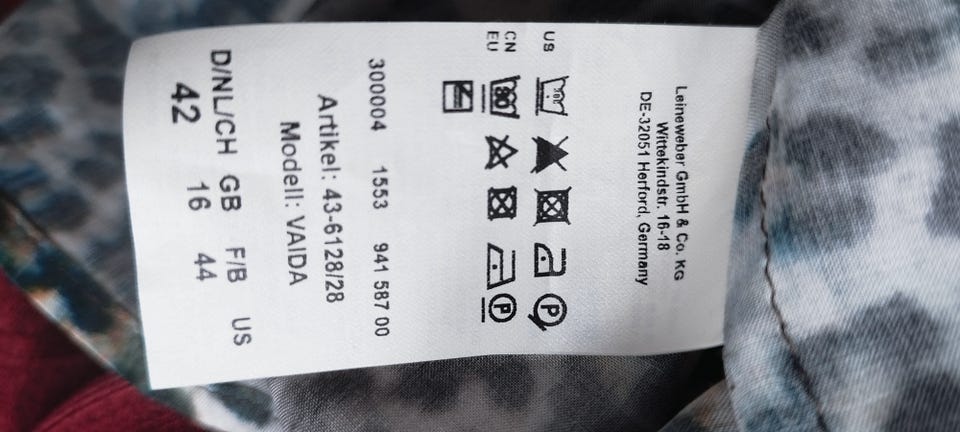 Leineweber GmbH & Co. KG
Wittekindstr. 16-18
DE-32051 Herford, Germany
US P
CN
EU P
300004 1553 941 587 00
Artikel: 43-6128/28
Modell: VAIDA
D/NL/CH GB F/B US
42 16 44